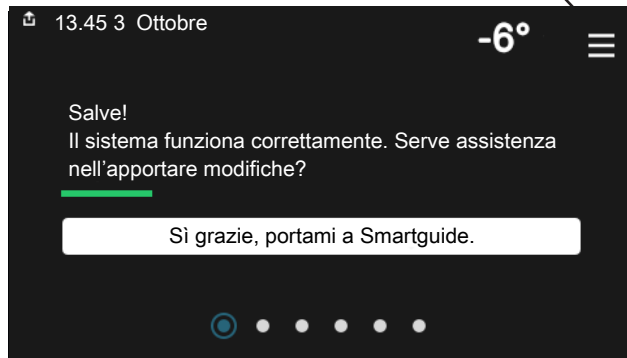 13.45 3 Ottobre
-6°
Salve!
Il sistema funziona correttamente. Serve assistenza
nell'apportare modifiche?
Sì grazie, portami a Smartguide.